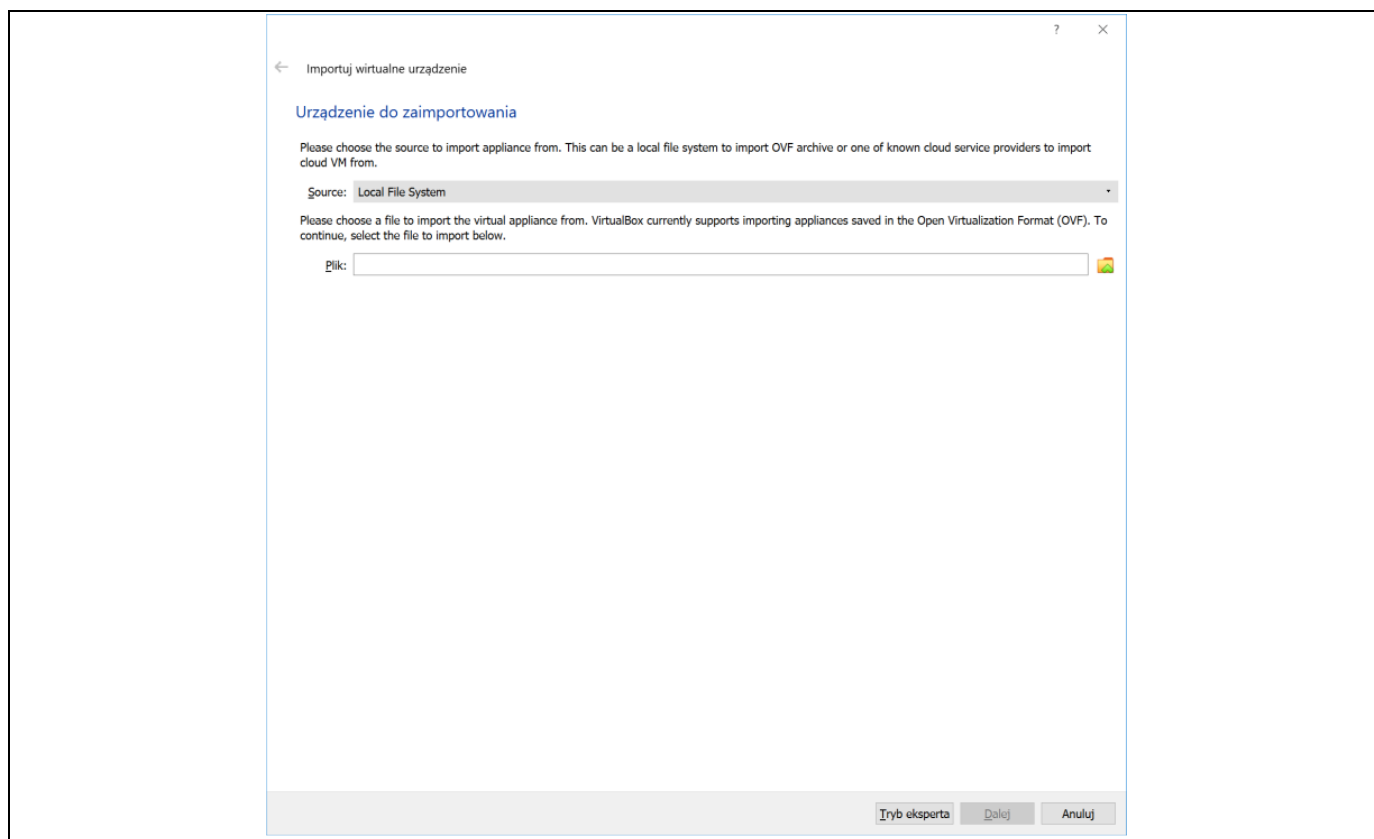 ?
Importuj wirtualne urządzenie
Urządzenie do zaimportowania
Please choose the source to import appliance from. This can be a local file system to import OVF archive or one of known cloud service providers to import
cloud VM from.
Source: Local File System
Please choose a file to import the virtual appliance from. VirtualBox currently supports importing appliances saved in the Open Virtualization Format (OVF). To
continue, select the file to import below.
Plik:
Tryb eksperta Dalej Anuluj